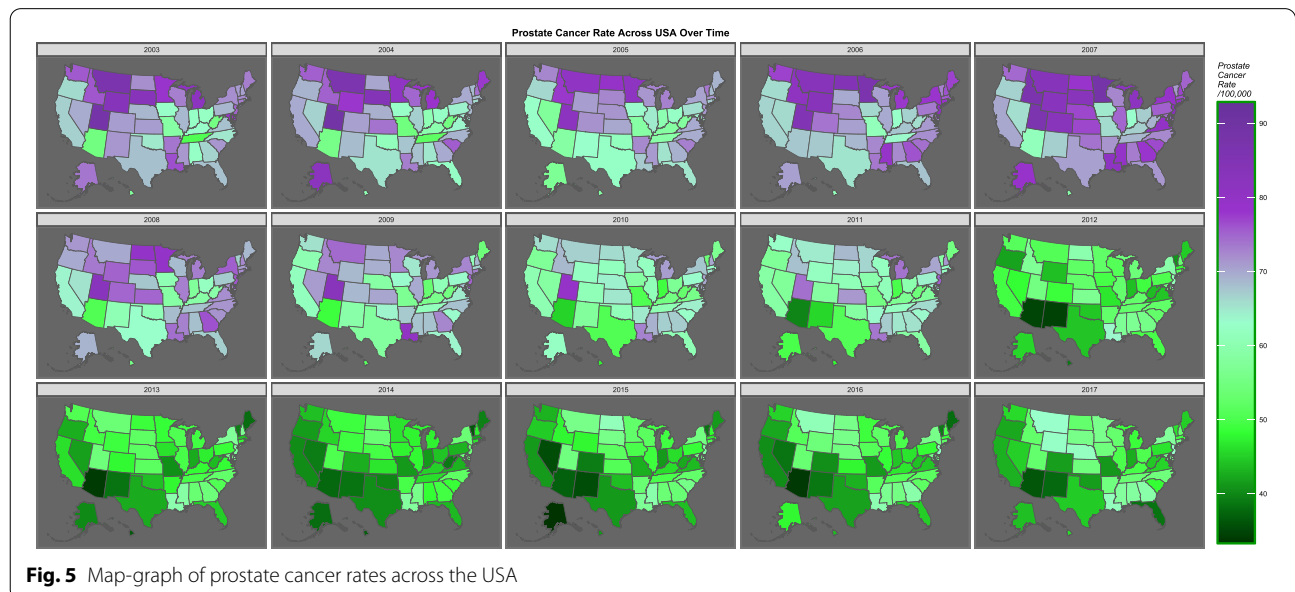 Prostate Cancer Rate Across USA Over Time
2003 2004 2005 2006 2007
Prostate
Cancer
Rate
/100,000
90
80
70
60
50
40
2008 2009 2010 2011 2012
2013 2014 2015 2016 2017
Fig. 5 Map-graph of prostate cancer rates across the USA